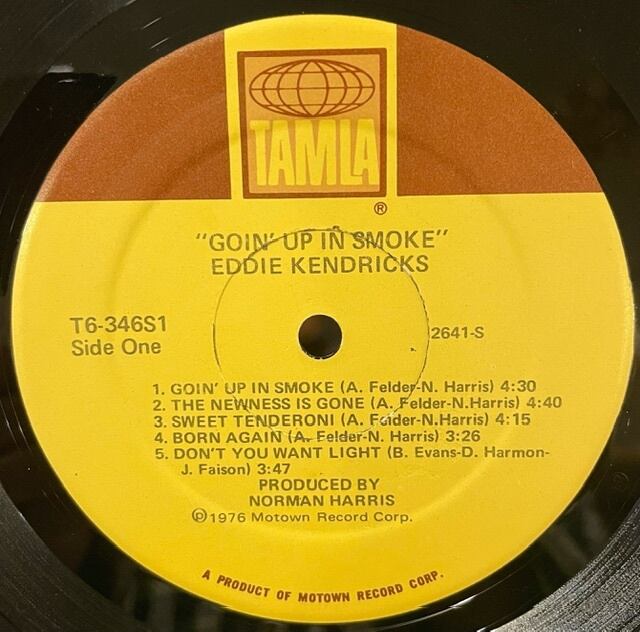 TAMLA
®
"GOIN' UP IN SMOKE"
EDDIE KENDRICKS
T6-346S1
Side One
2641-S
1. GOIN' UP IN SMOKE (A. Felder-N. Harris) 4:30
2. THE NEWNESS IS GONE (A. Felder-N.Harris) 4:40
3. SWEET TENDERONI (A. Felder-N.Harris) 4:15
4. BORN AGAIN (A. Felder-N. Harris) 3:26
5. DON'T YOU WANT LIGHT (B. Evans-D. Harmon-
J. Faison) 3:47
PRODUCED BY
NORMAN HARRIS
℗1976 Motown Record Corp.
A PRODUCT OF MOTOWN RECORD CORP.